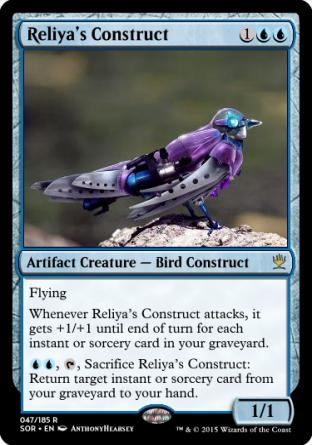 Reliya's Construct 1UU
Artifact Creature — Bird Construct
Flying
Whenever Reliya's Construct attacks, it
gets +1/+1 until end of turn for each
instant or sorcery card in your graveyard.
, , Sacrifice Reliya's Construct:
Return target instant or sorcery card from
your graveyard to your hand.
1/1
047/185 R
SOR • EN ANTHONYHEARSEY
™ & © 2015 Wizards of the Coast